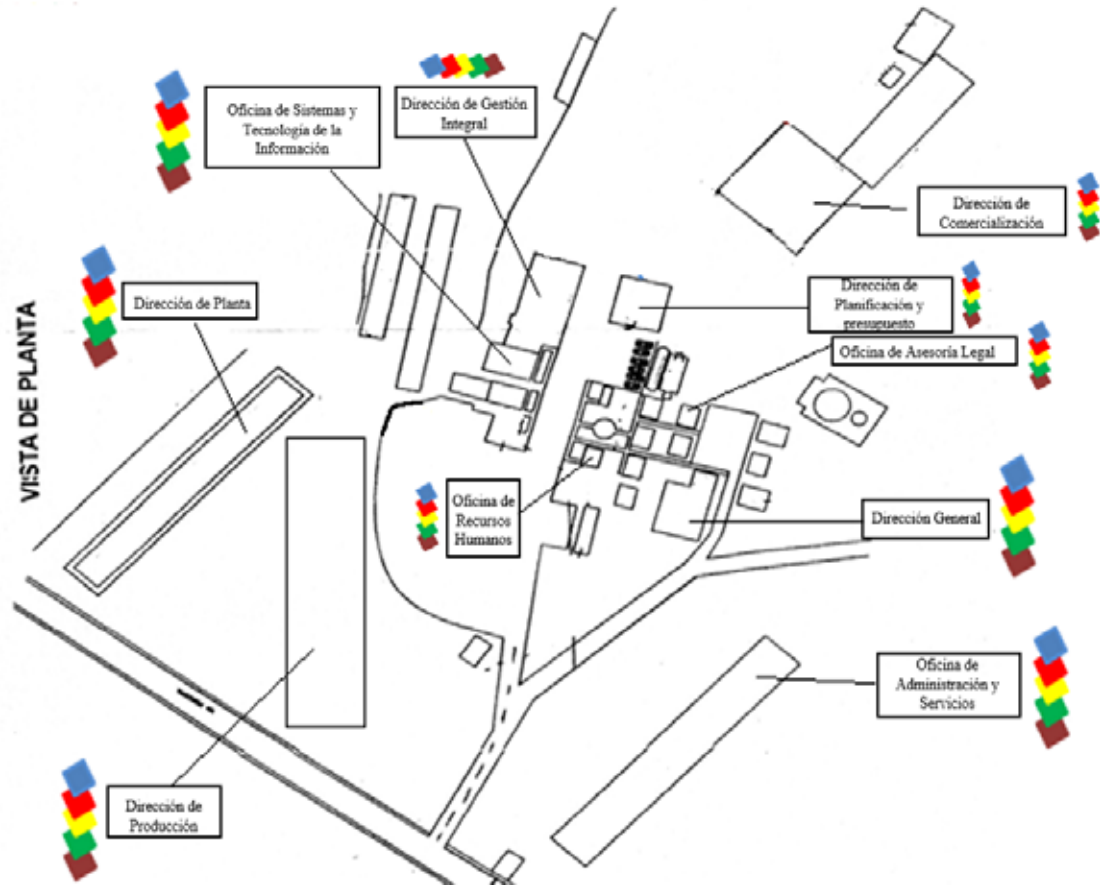 Oficina de Sistemas y
Tecnología de la
Información
Dirección de Gestión
Integral
Dirección de
Comercialización
Dirección de Planta
Dirección de
Planificación y
presupuesto
Oficina de Asesoría Legal
VISTA DE PLANTA
Oficina de
Recursos
Humanos
Dirección General
Oficina de
Administración y
Servicios
Dirección de
Producción